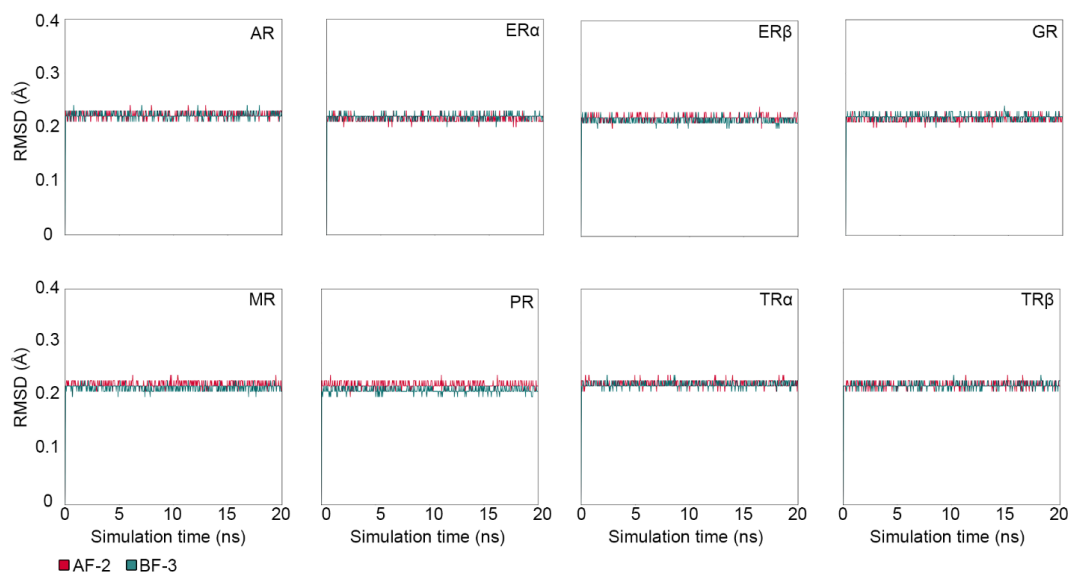 0.4
AR
ERα
ERβ
GR
0.3
0.2
0.1
0
RMSD (Å)
0.4
MR
PR
TRα
TRβ
0.3
0.2
0.1
0
RMSD (Å)
0 5 10 15 20
0 5 10 15 20
0 5 10 15 20
0 5 10 15 20
Simulation time (ns)
Simulation time (ns)
Simulation time (ns)
Simulation time (ns)
AF-2 BF-3